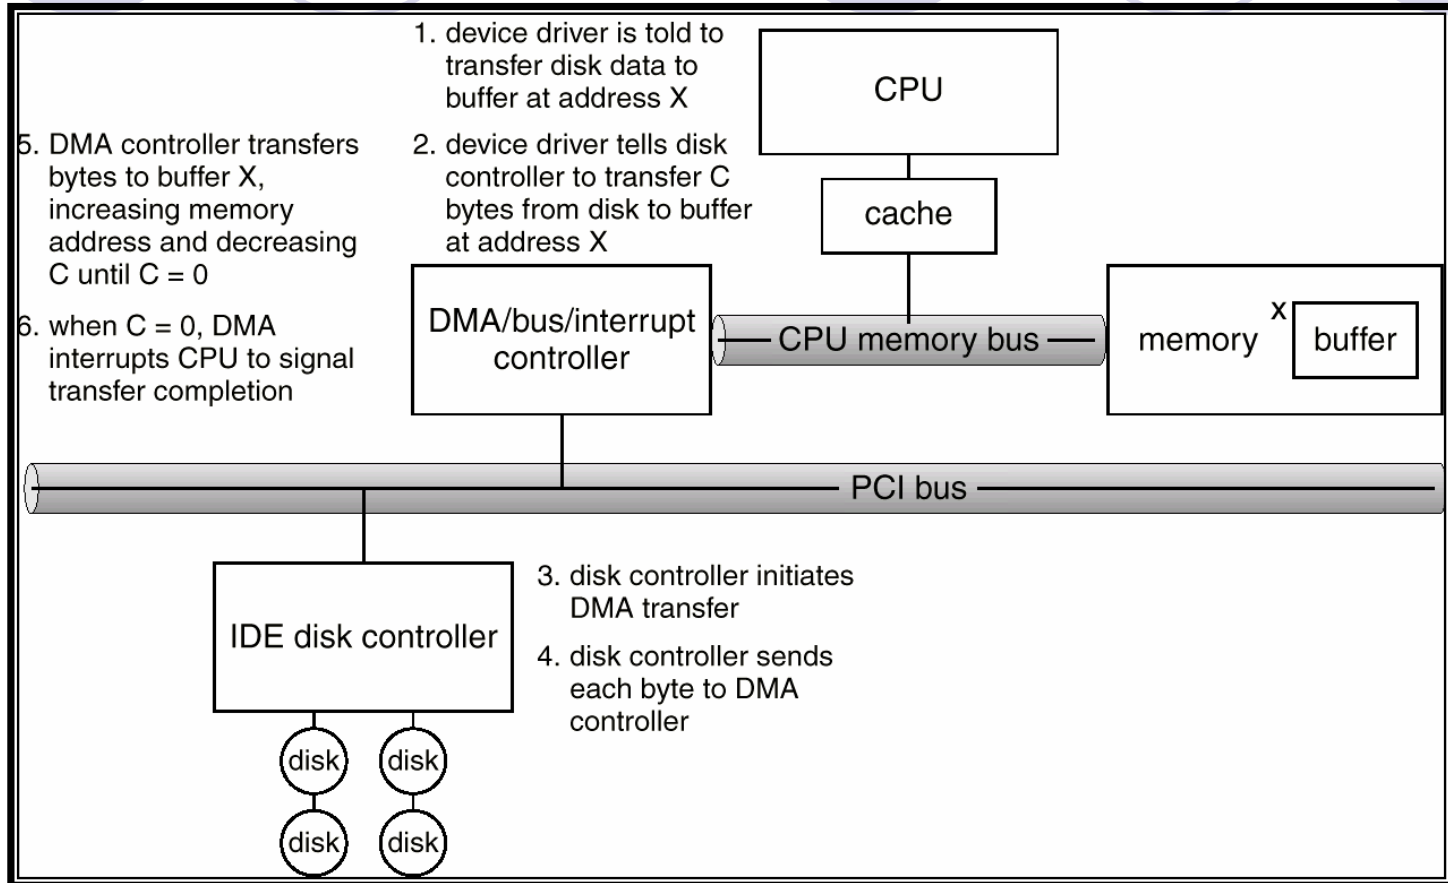 1. device driver is told to
transfer disk data to
buffer at address X
2. device driver tells disk
controller to transfer C
bytes from disk to buffer
at address X
5. DMA controller transfers
bytes to buffer X,
increasing memory
address and decreasing
C until C = 0
6. when C = 0, DMA
interrupts CPU to signal
transfer completion
CPU
cache
DMA/bus/interrupt
controller
CPU memory bus
memory
X
buffer
PCI bus
IDE disk controller
3. disk controller initiates
DMA transfer
4. disk controller sends
each byte to DMA
controller
disk
disk
disk
disk